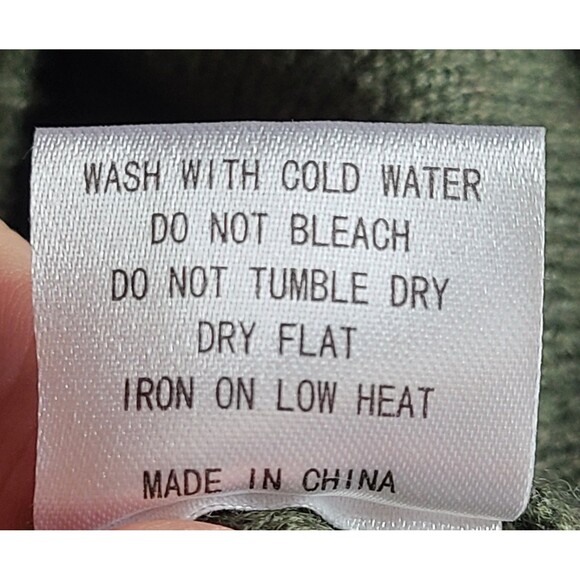 WASH WITH COLD WATER
DO NOT BLEACH
DO NOT TUMBLE DRY
DRY FLAT
IRON ON LOW HEAT
MADE IN CHINA